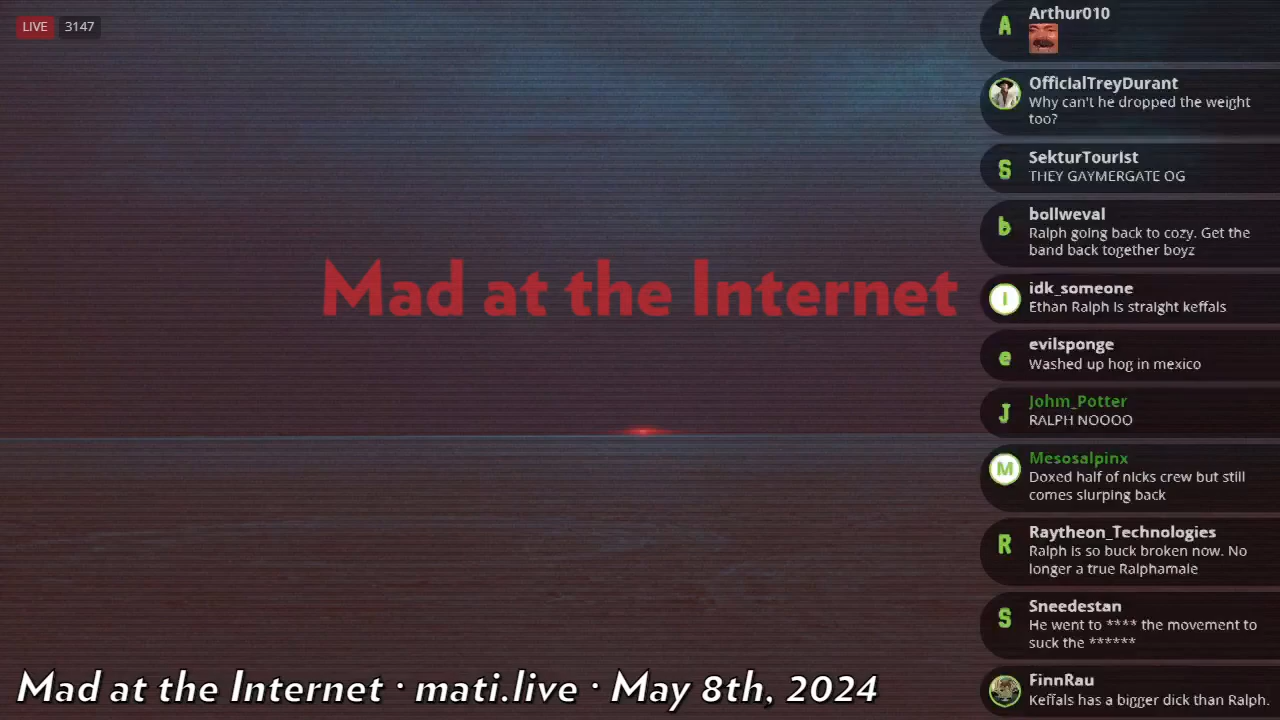 LIVE 3147
Mad at the Internet
Mad at the Internet · mati.live · May 8th, 2024
A
Arthur010
OfficialTreyDurant
Why can't he dropped the weight
too?
S
SekturTourist
THEY GAYMERGATE OG
b
bollweval
Ralph going back to cozy. Get the
band back together boyz
I
idk_someone
Ethan Ralph is straight keffals
e
evilsponge
Washed up hog in mexico
J
Johm_Potter
RALPH NOOOO
M
Mesosalpinx
Doxed half of nicks crew but still
comes slurping back
R
Raytheon_Technologies
Ralph is so buck broken now. No
longer a true Ralphamale
S
Sneedestan
He went to **** the movement to
suck the ******
FinnRau
Keffals has a bigger dick than Ralph.